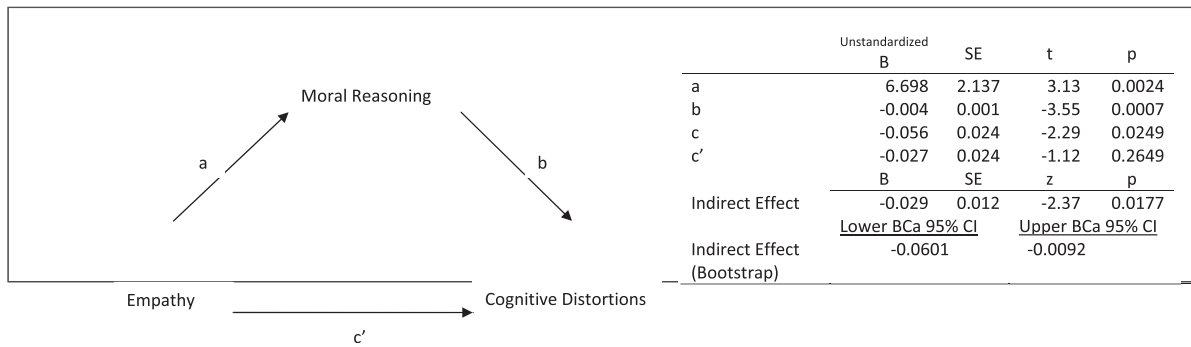 Moral Reasoning
a
b
Empathy
Cognitive Distortions
c’
Unstandardized
B SE t p
a 6.698 2.137 3.13 0.0024
b -0.004 0.001 -3.55 0.0007
c -0.056 0.024 -2.29 0.0249
c’ -0.027 0.024 -1.12 0.2649
B SE z p
Indirect Effect -0.029 0.012 -2.37 0.0177
Lower BCa 95% CI Upper BCa 95% CI
Indirect Effect -0.0601 -0.0092
(Bootstrap)